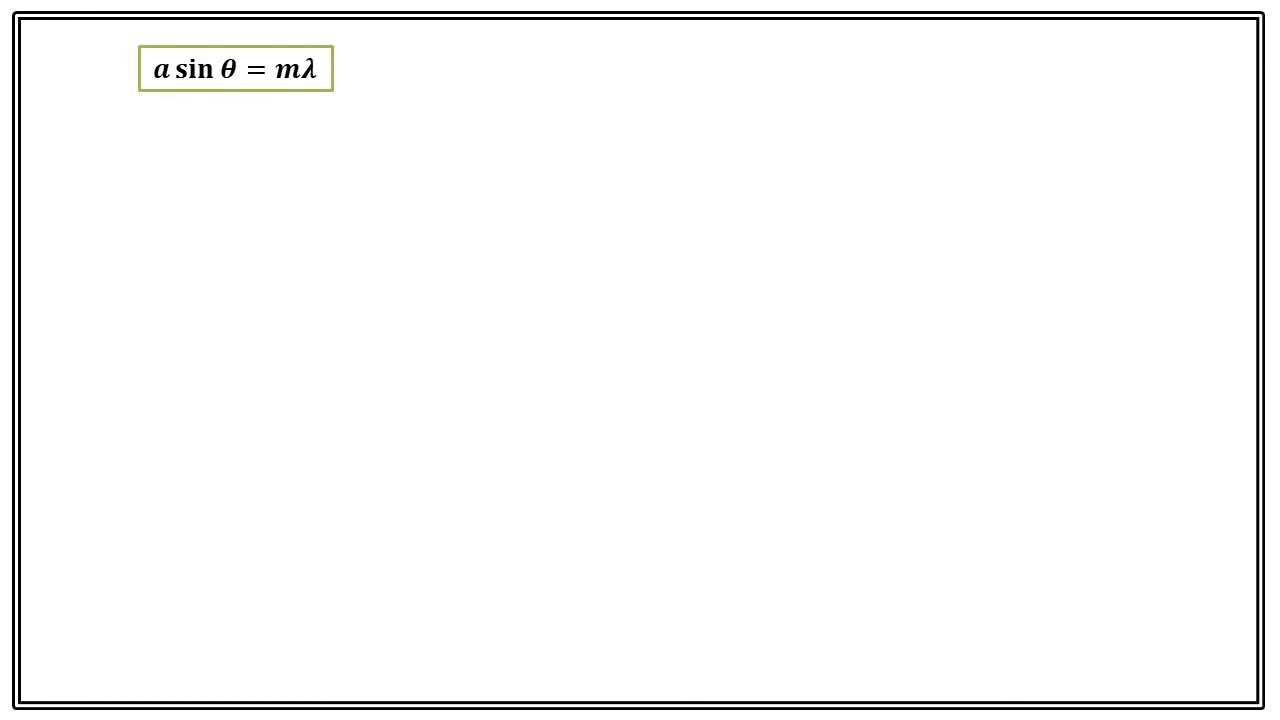 a sin θ = mλ